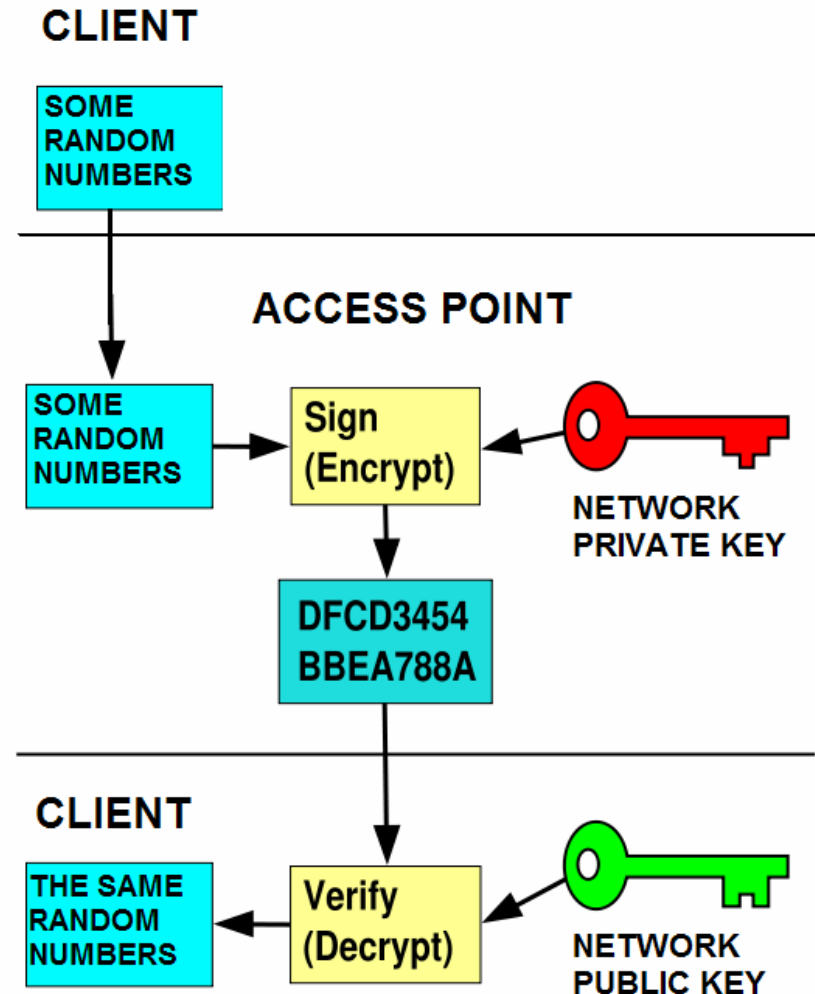 CLIENT
SOME
RANDOM
NUMBERS
ACCESS POINT
SOME
RANDOM
NUMBERS
Sign
(Encrypt)
NETWORK
PRIVATE KEY
DFCD3454
BBEA788A
CLIENT
THE SAME
RANDOM
NUMBERS
Verify
(Decrypt)
NETWORK
PUBLIC KEY